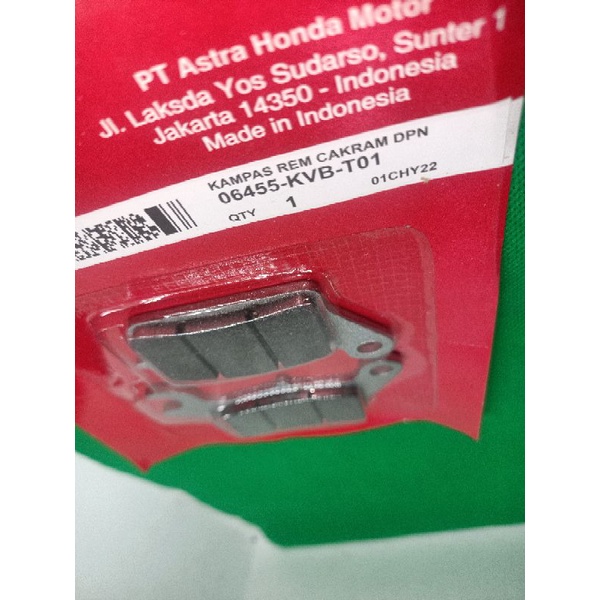 PT Astra Honda Motor
Jl. Laksda Yos Sudarso, Sunter 1
Jakarta 14350 - Indonesia
Made in Indonesia
KAMPAS REM CAKRAM DPN
06455-KVB-T01
QTY 1 01CHY22